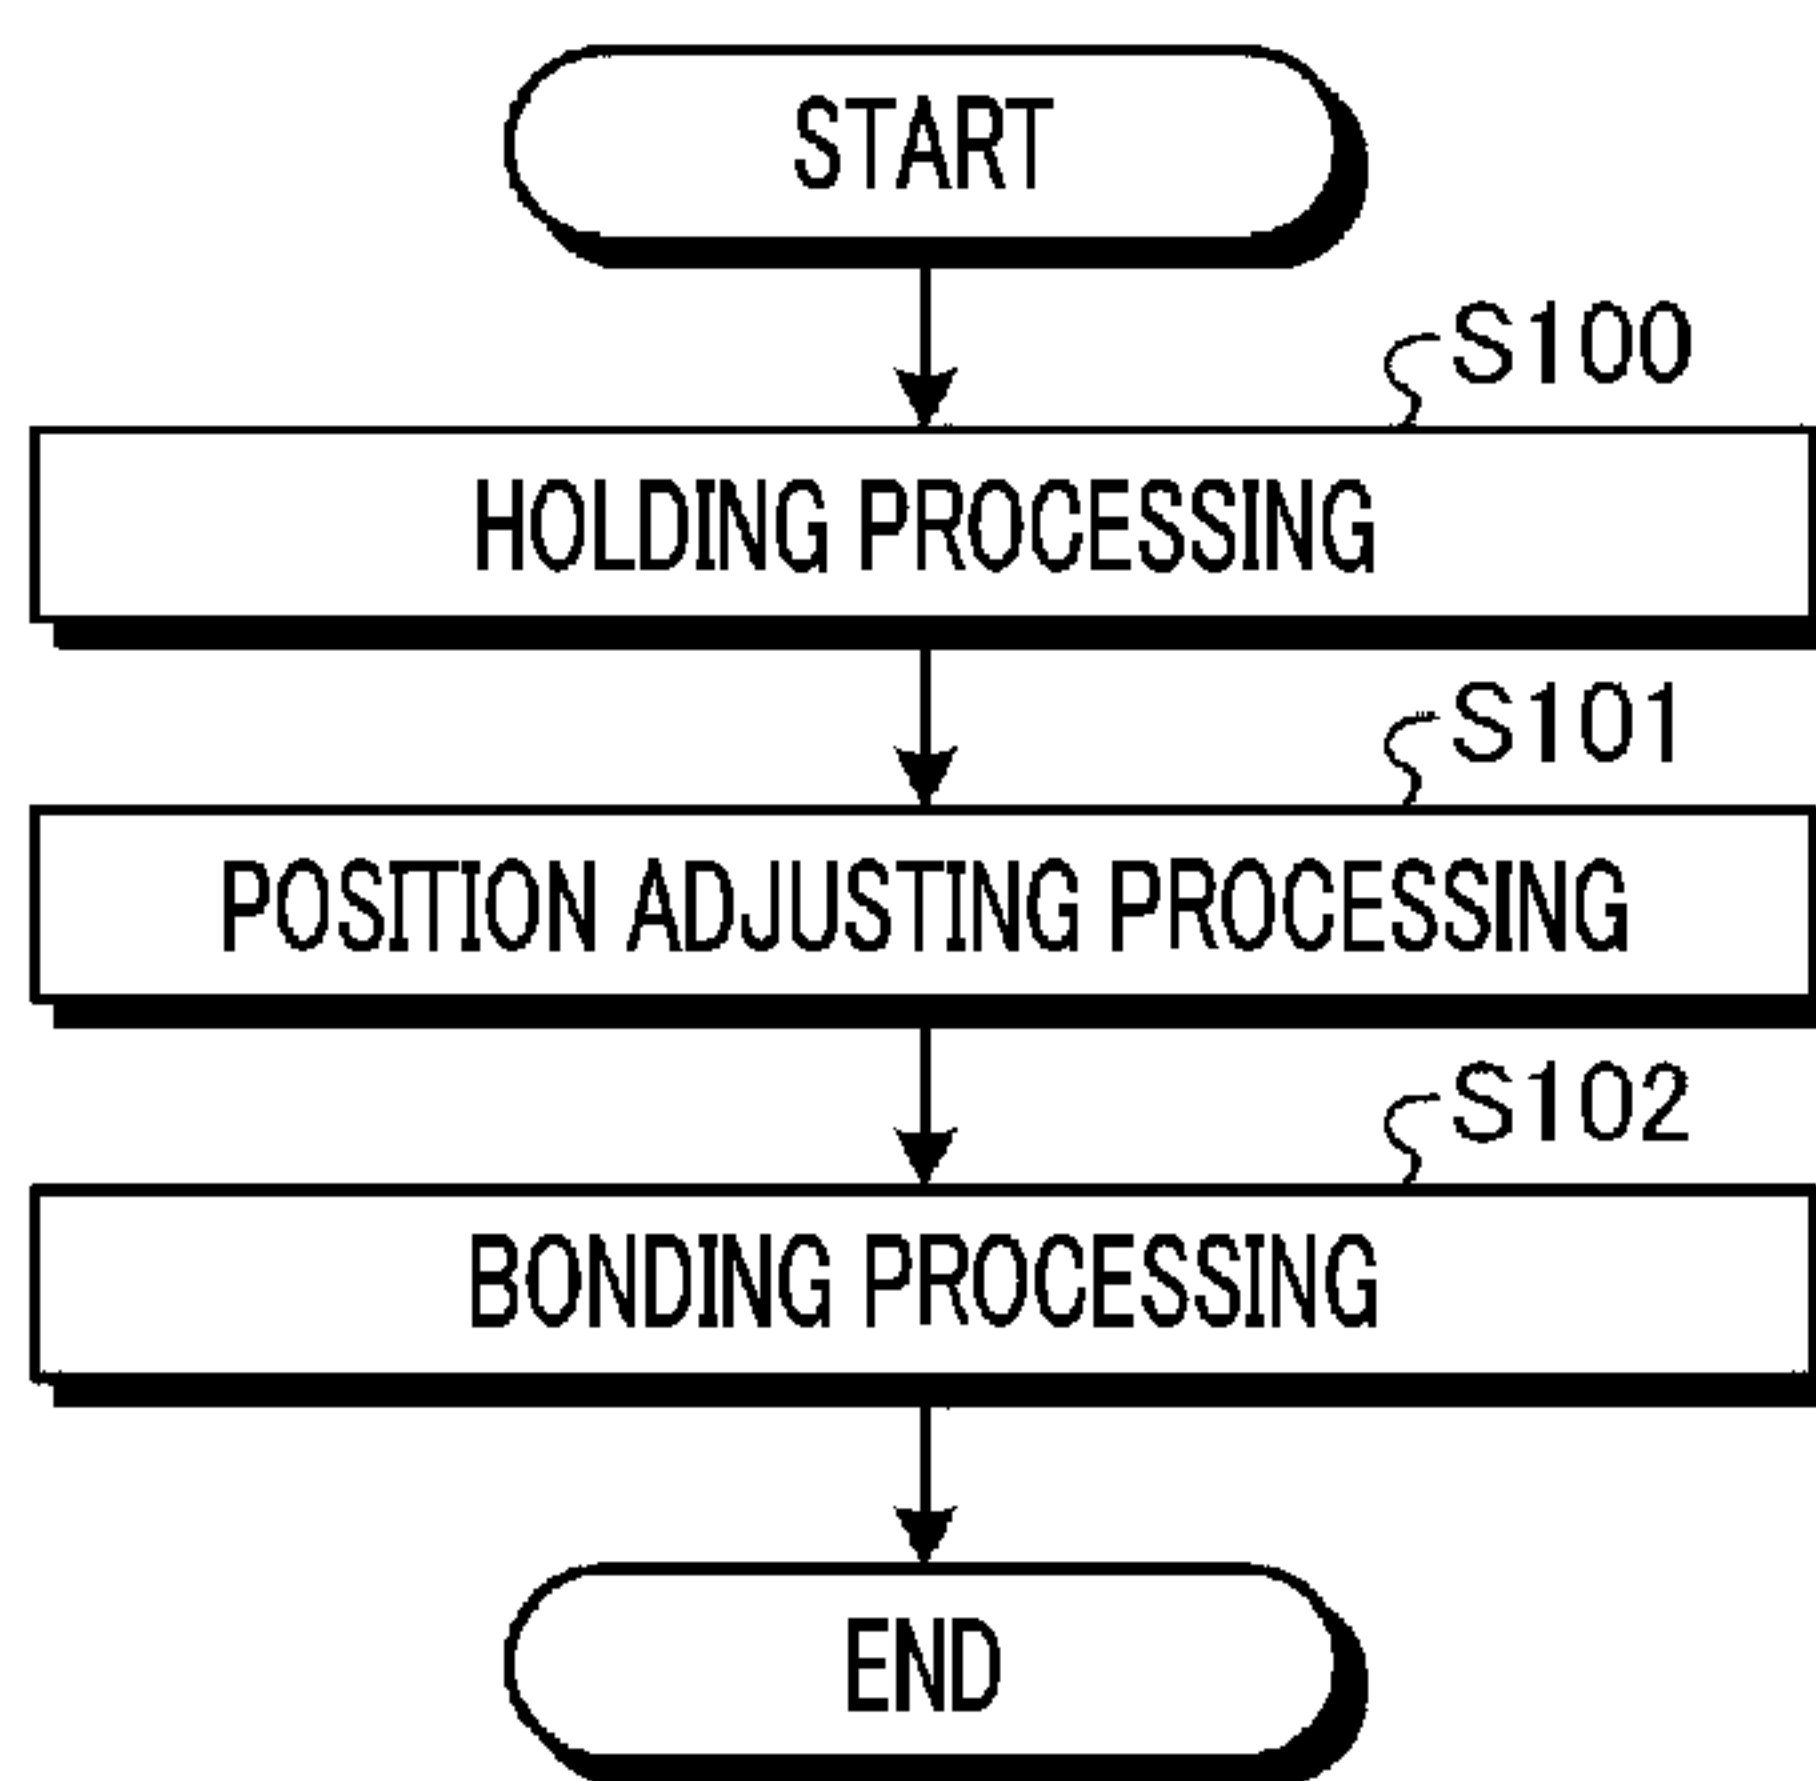 START
S100
HOLDING PROCESSING
S101
POSITION ADJUSTING PROCESSING
S102
BONDING PROCESSING
END